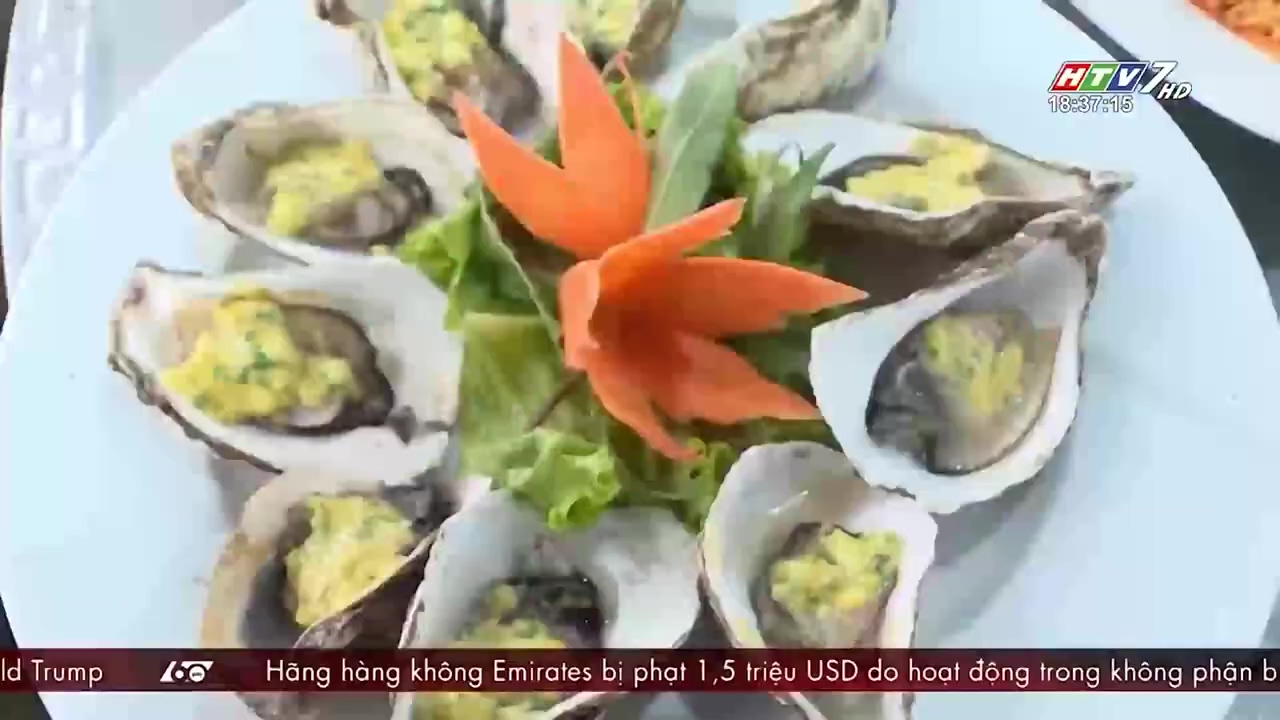 HTV7 HD
18:37:15
ld Trump 60 Hãng hàng không Emirates bị phạt 1,5 triệu USD do hoạt động trong không phận b